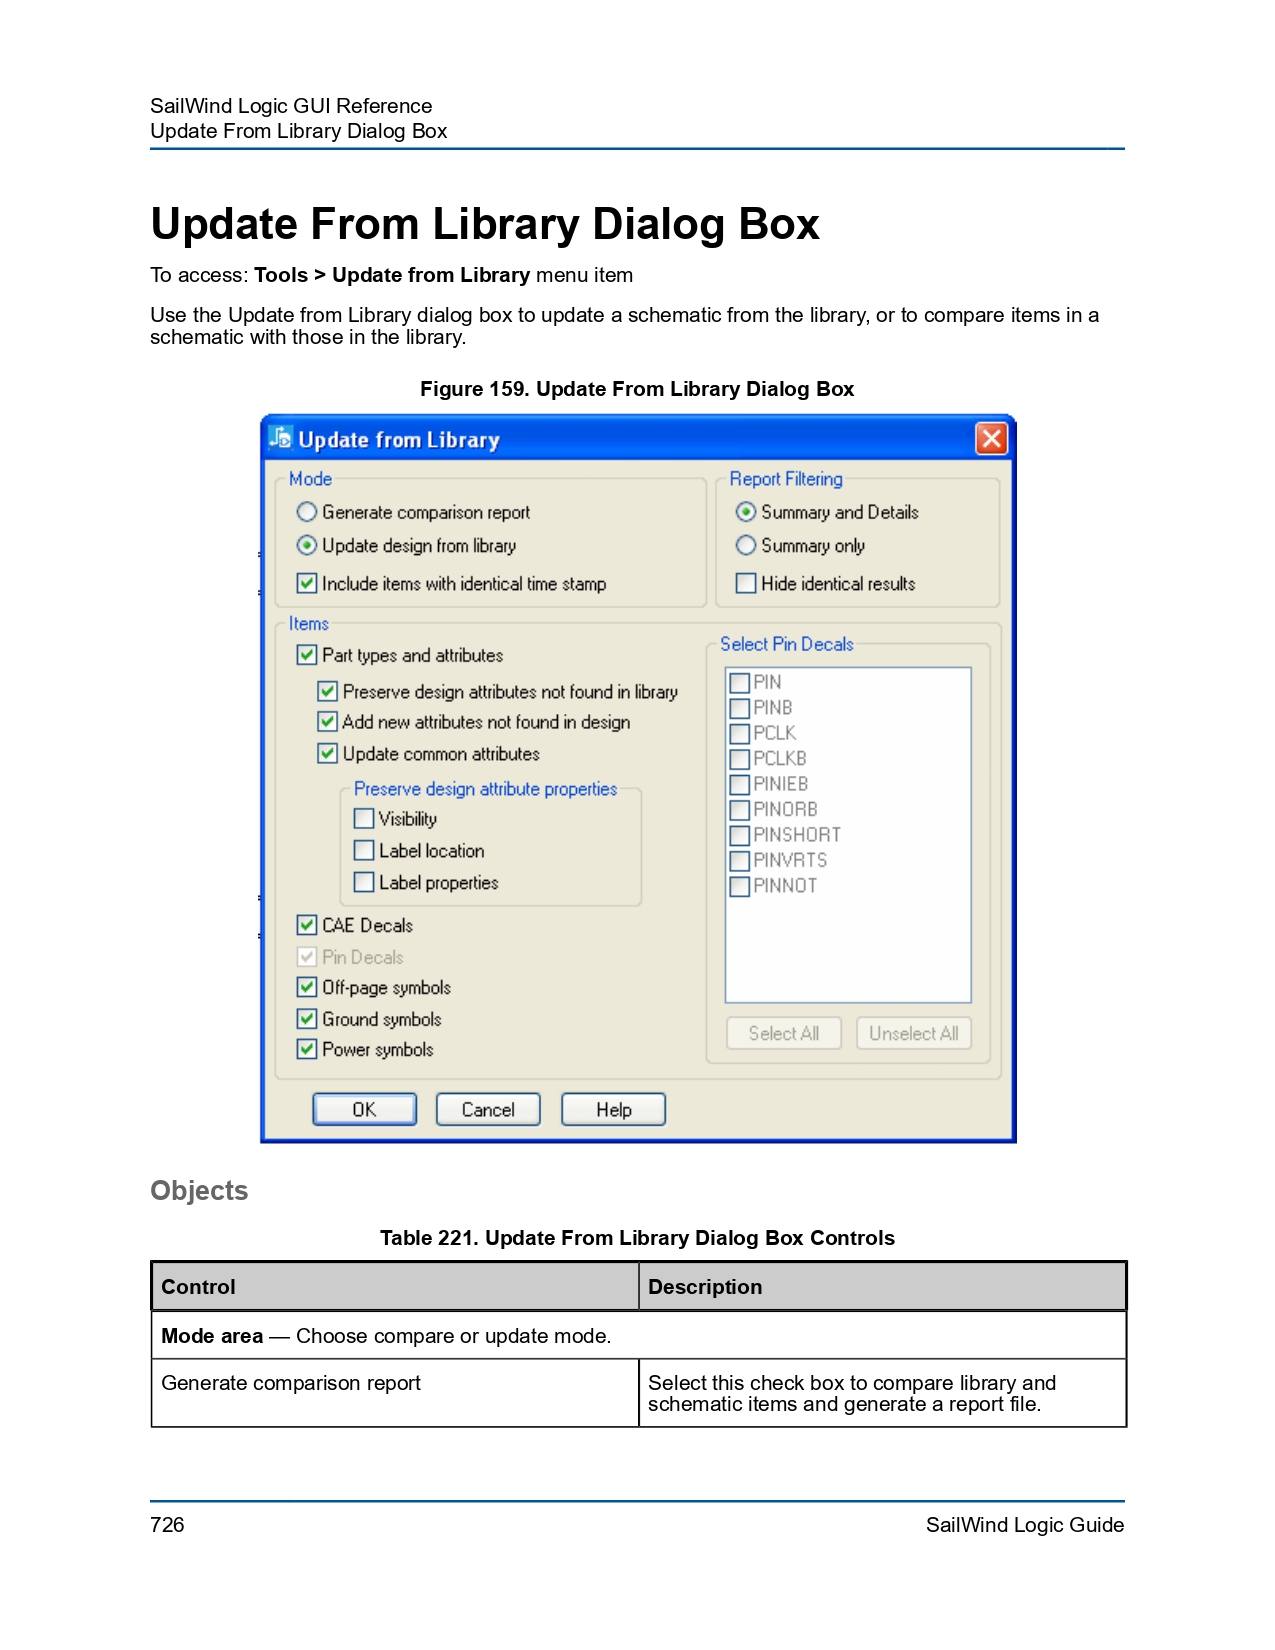 SailWind Logic GUI Reference
Update From Library Dialog Box
Update From Library Dialog Box
To access: Tools > Update from Library menu item
Use the Update from Library dialog box to update a schematic from the library, or to compare items in a
schematic with those in the library.
Figure 159. Update From Library Dialog Box
Update from Library
Mode
Generate comparison report
Update design from library
Include items with identical time stamp
Report Filtering
Summary and Details
Summary only
Hide identical results
Items
Part types and attributes
Preserve design attributes not found in library
Add new attributes not found in design
Update common attributes
Preserve design attribute properties
Visibility
Label location
Label properties
CAE Decals
Pin Decals
Off-page symbols
Ground symbols
Power symbols
Select Pin Decals
PIN
PINB
PCLK
PCLKB
PINIEB
PINORB
PINSHORT
PINVRTS
PINNOT
Select All
Unselect All
OK
Cancel
Help
Objects
Table 221. Update From Library Dialog Box Controls
Control
Description
Mode area — Choose compare or update mode.
Generate comparison report
Select this check box to compare library and
schematic items and generate a report file.
726
SailWind Logic Guide